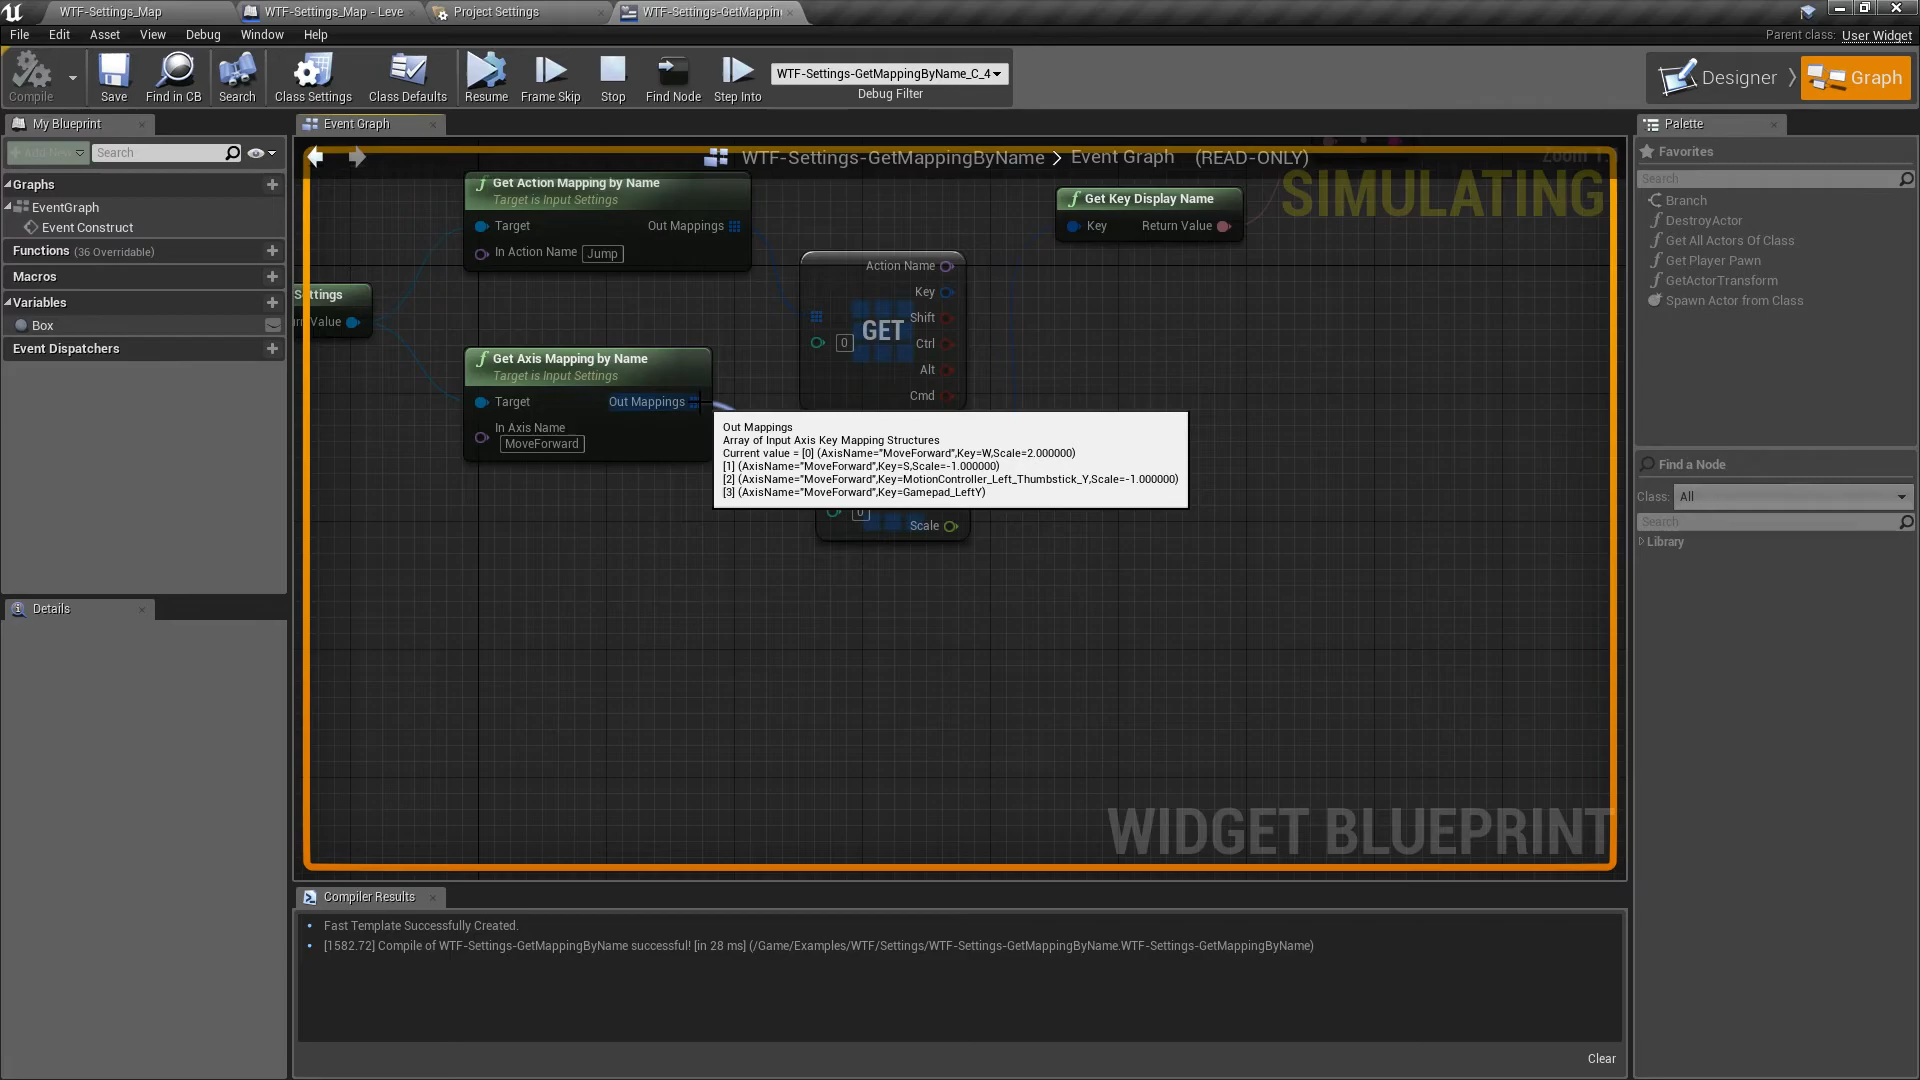 WTF-Settings_Map
WTF-Settings_Map - Leve
Project Settings
WTF-Settings-GetMappin
File Edit Asset View Debug Window Help
Parent class: User Widget
Compile
Save
Find in CB
Search
Class Settings
Class Defaults
Resume
Frame Skip
Stop
Find Node
Step Into
WTF-Settings-GetMappingByName_C_4
Debug Filter
Designer
Graph
My Blueprint
Add New
Search
Graphs
EventGraph
Event Construct
Functions (36 Overridable)
Macros
Variables
Box
Event Dispatchers
Details
Event Graph
WTF-Settings-GetMappingByName > Event Graph (READ-ONLY)
SIMULATING
Get Action Mapping by Name
Target is Input Settings
Target
Out Mappings
In Action Name Jump
Settings
rn Value
Get Axis Mapping by Name
Target is Input Settings
Target
Out Mappings
In Axis Name
MoveForward
Action Name
Key
Shift
GET
0
Ctrl
Alt
Cmd
Get Key Display Name
Key
Return Value
Out Mappings
Array of Input Axis Key Mapping Structures
Current value = [0] (AxisName="MoveForward",Key=W,Scale=2.000000)
[1] (AxisName="MoveForward",Key=S,Scale=-1.000000)
[2] (AxisName="MoveForward",Key=MotionController_Left_Thumbstick_Y,Scale=-1.000000)
[3] (AxisName="MoveForward",Key=Gamepad_LeftY)
0
Scale
WIDGET BLUEPRINT
Compiler Results
Fast Template Successfully Created.
[1582.72] Compile of WTF-Settings-GetMappingByName successful! [in 28 ms] (/Game/Examples/WTF/Settings/WTF-Settings-GetMappingByName.WTF-Settings-GetMappingByName)
Clear
Palette
Favorites
Search
Branch
DestroyActor
Get All Actors Of Class
Get Player Pawn
GetActorTransform
Spawn Actor from Class
Find a Node
Class: All
Search
Library